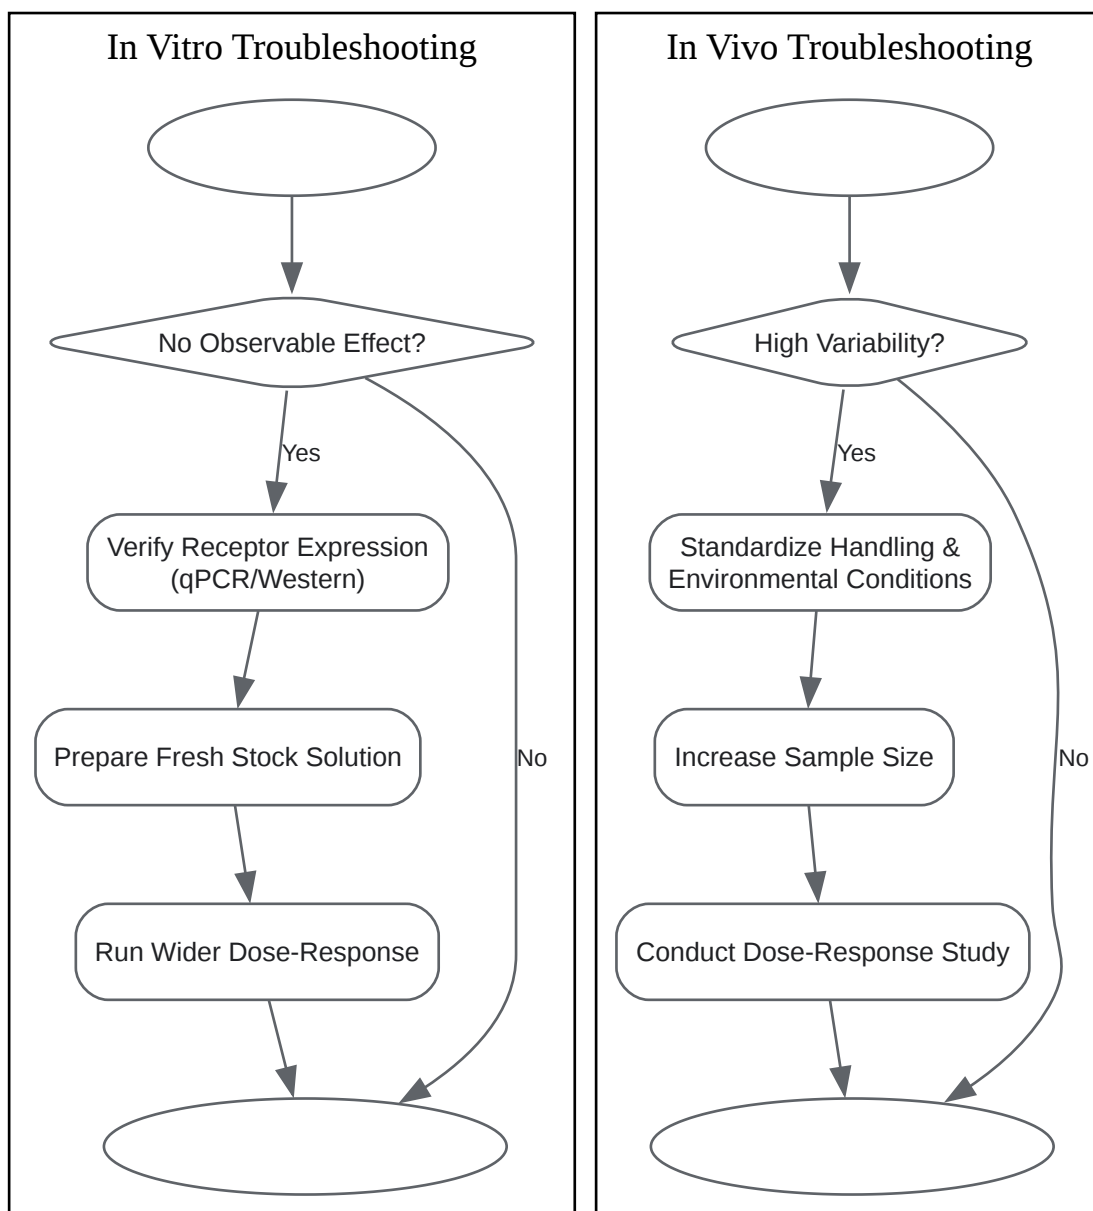 In Vitro Troubleshooting
No Observable Effect?
Yes
Verify Receptor Expression
(qPCR/Western)
Prepare Fresh Stock Solution
No
Run Wider Dose-Response
In Vivo Troubleshooting
High Variability?
Yes
Standardize Handling &
Environmental Conditions
Increase Sample Size
No
Conduct Dose-Response Study